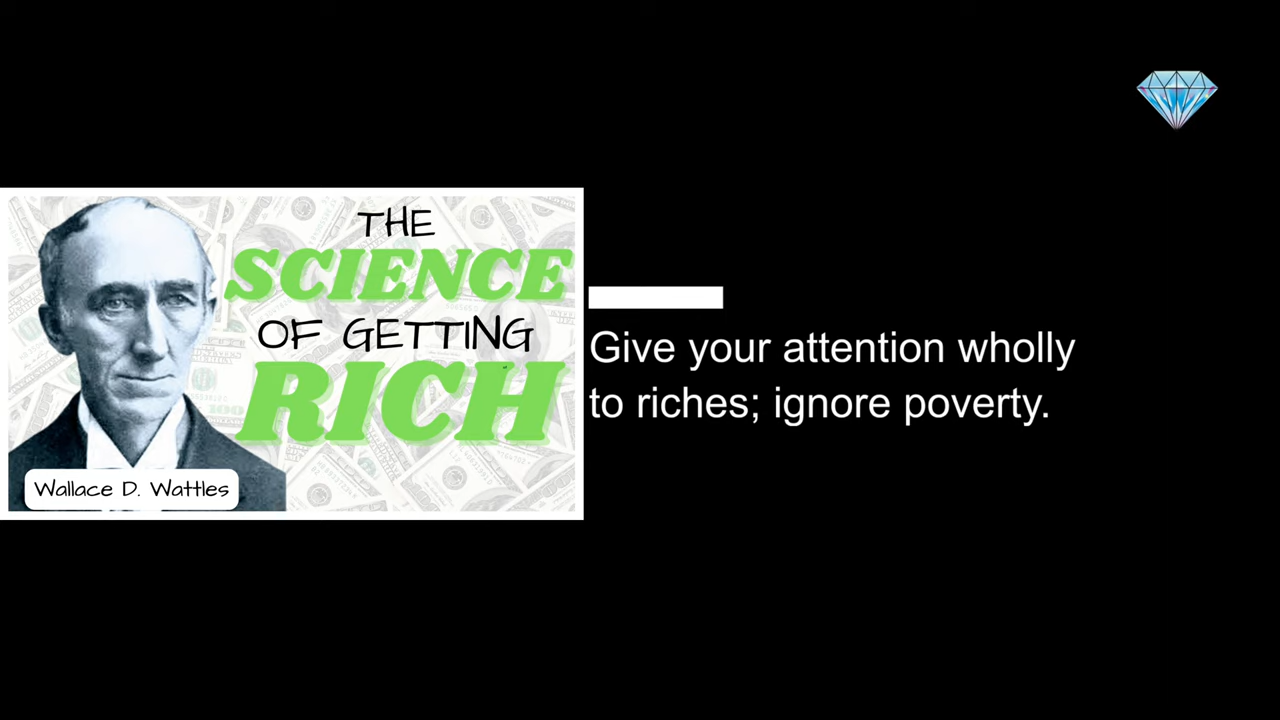 THE
SCIENCE
OF GETTING
RICH
Wallace D. Wattles
Give your attention wholly
to riches; ignore poverty.